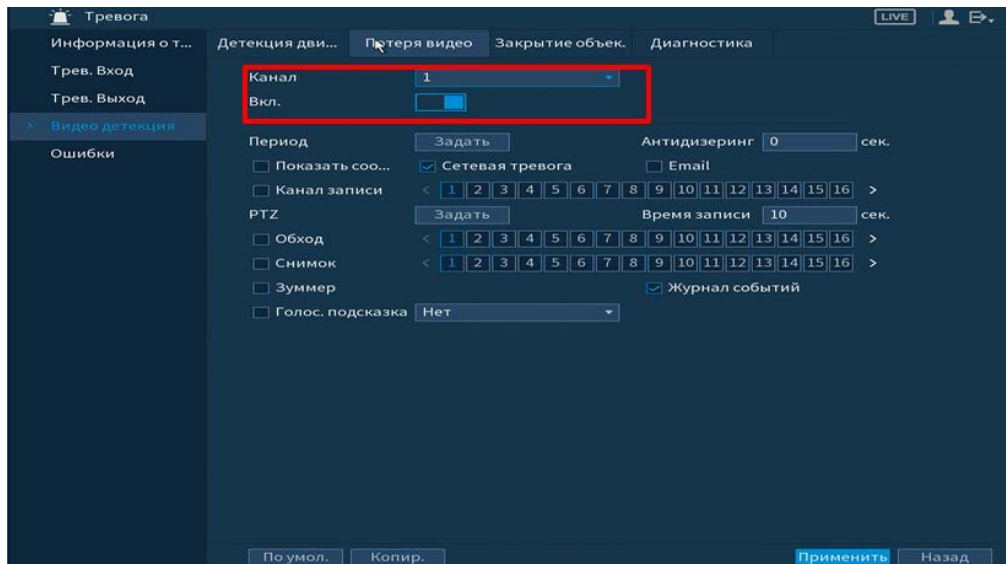 Тревога LIVE
Информация о т... Детекция дви... Потеря видео Закрытие объек. Диагностика
Трев. Вход
Трев. Выход
Видео детекция
Ошибки
Канал 1
Вкл.
Период Задать Антидизеринг 0 сек.
Показать соо... Сетевая тревога Email
Канал записи < 1 2 3 4 5 6 7 8 9 10 11 12 13 14 15 16 >
PTZ Задать Время записи 10 сек.
Обход < 1 2 3 4 5 6 7 8 9 10 11 12 13 14 15 16 >
Снимок < 1 2 3 4 5 6 7 8 9 10 11 12 13 14 15 16 >
Зуммер Журнал событий
Голос. подсказка Нет
По умол. Копир. Применить Назад